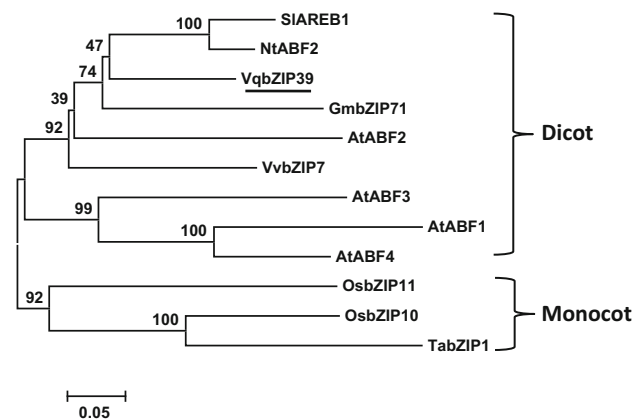 SlAREB1
100
NtABF2
47
VqbZIP39
74
GmbZIP71
39
AtABF2
92
VvbZIP7
Dicot
AtABF3
99
AtABF1
100
AtABF4
OsbZIP11
92
OsbZIP10
100
TabZIP1
Monocot
0.05